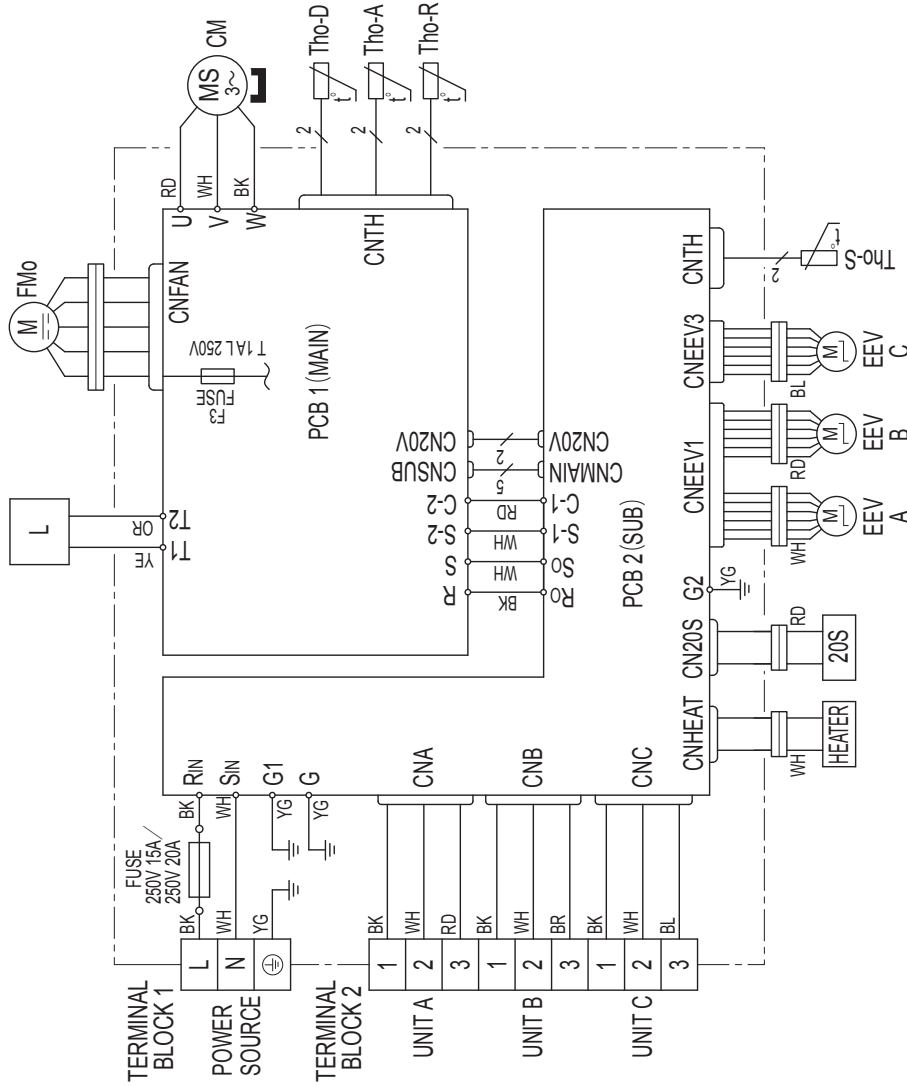 TERMINAL
BLOCK 1
POWER
SOURCE
L
N
BK
WH
YG
FUSE
250V 15A/
250V 20A
BK
WH
YG
YG
RIN
SIN
G1
G
TERMINAL
BLOCK 2
UNIT A
1
2
3
BK
WH
RD
CNA
UNIT B
1
2
3
BK
WH
BR
CNB
UNIT C
1
2
3
BK
WH
BL
CNC
L
YE
OR
T1
T2
PCB 1 (MAIN)
F3
FUSE
T 1A L 250V
CNFAN
M
FMo
U
V
W
RD
WH
BK
MS
3~
CM
CNTH
2
2
2
t°
t°
t°
Tho-D
Tho-A
Tho-R
R
S
S-2
C-2
CNSUB
CN20V
BK
WH
WH
RD
5
2
RO
SO
S-1
C-1
CNMAIN
CN20V
PCB 2 (SUB)
CNHEAT
CN20S
G2
CNEEV1
CNEEV3
CNTH
WH
HEATER
RD
20S
YG
WH
M
EEV
A
RD
M
EEV
B
BL
M
EEV
C
2
t°
Tho-S